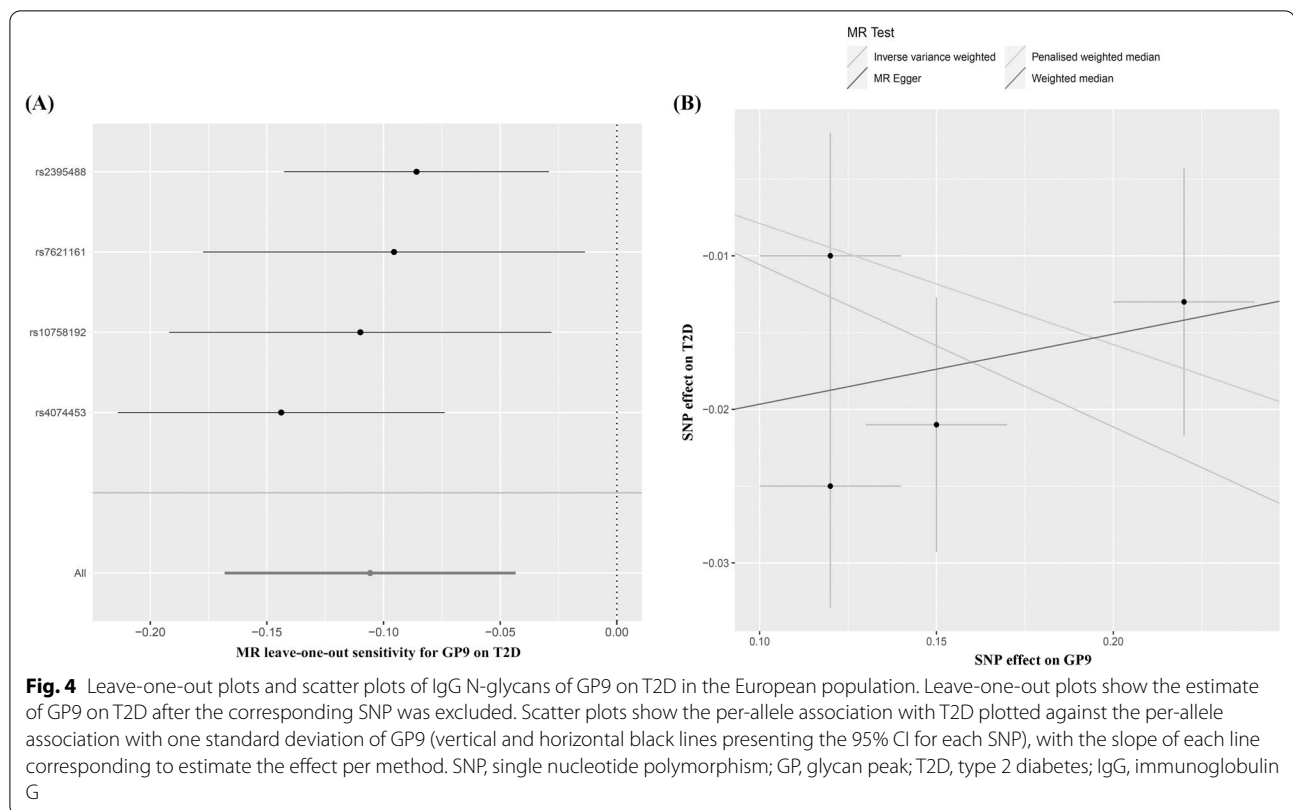 MR Test
Inverse variance weighted
Penalised weighted median
MR Egger
Weighted median
(A)
rs2395488
rs7621161
rs10758192
rs4074453
All
−0.20
−0.15
−0.10
−0.05
0.00
MR leave-one-out sensitivity for GP9 on T2D
(B)
SNP effect on T2D
−0.01
−0.02
−0.03
0.10
0.15
0.20
SNP effect on GP9
Fig. 4 Leave-one-out plots and scatter plots of IgG N-glycans of GP9 on T2D in the European population. Leave-one-out plots show the estimate
of GP9 on T2D after the corresponding SNP was excluded. Scatter plots show the per-allele association with T2D plotted against the per-allele
association with one standard deviation of GP9 (vertical and horizontal black lines presenting the 95% CI for each SNP), with the slope of each line
corresponding to estimate the effect per method. SNP, single nucleotide polymorphism; GP, glycan peak; T2D, type 2 diabetes; IgG, immunoglobulin
G